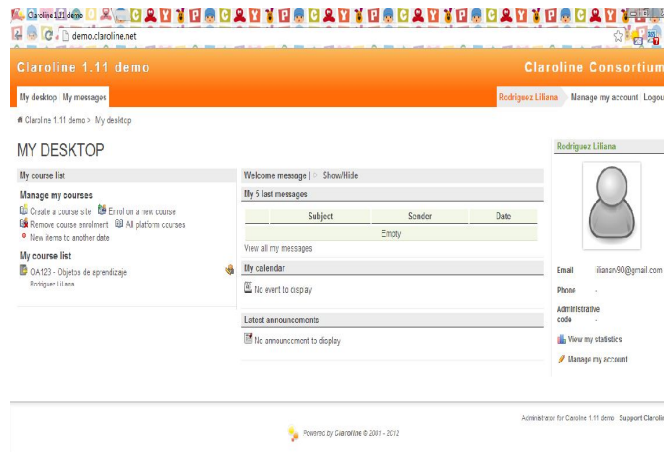 Claroline 1.11 demo
demo.claroline.net
Claroline 1.11 demo
Claroline Consortium
My desktop My messages
Rodriguez Liliana Manage my account Logout
Claroline 1.11 demo > My desktop
MY DESKTOP
My course list
Manage my courses
Create a course site Enrol on a new course
Remove course enrolment All platform courses
New items to another date
My course list
OA123 - Objetos de aprendizaje
Rodriguez Liliana
Welcome message | Show/Hide
My 5 last messages
Subject Sender Date
Empty
View all my messages
My calendar
No event to display
Latest announcements
No announcement to display
Rodriguez Liliana
Email
Phone -
Administrative
code -
View my statistics
Manage my account
Administrator for Claroline 1.11 demo Support Claroli
Powered by Claroline © 2001 - 2012